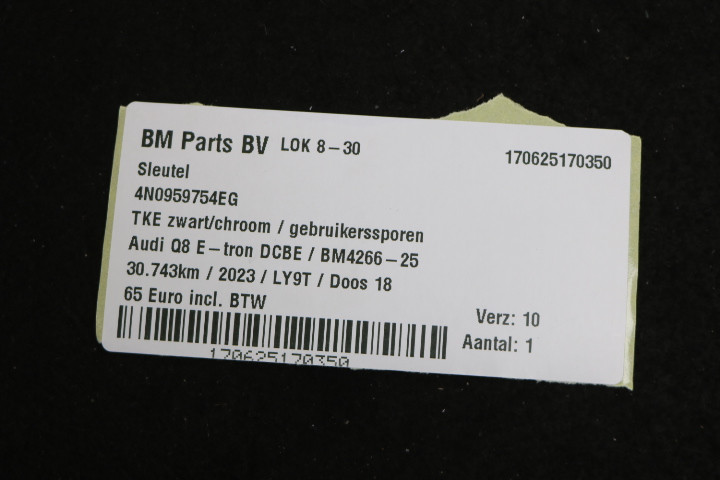 BM Parts BV LOK 8-30 170625170350
Sleutel
4N0959754EG
TKE zwart/chroom / gebruikerssporen
Audi Q8 E-tron DCBE / BM4266-25
30.743km / 2023 / LY9T / Doos 18
65 Euro incl. BTW
Verz: 10
Aantal: 1
170625170350